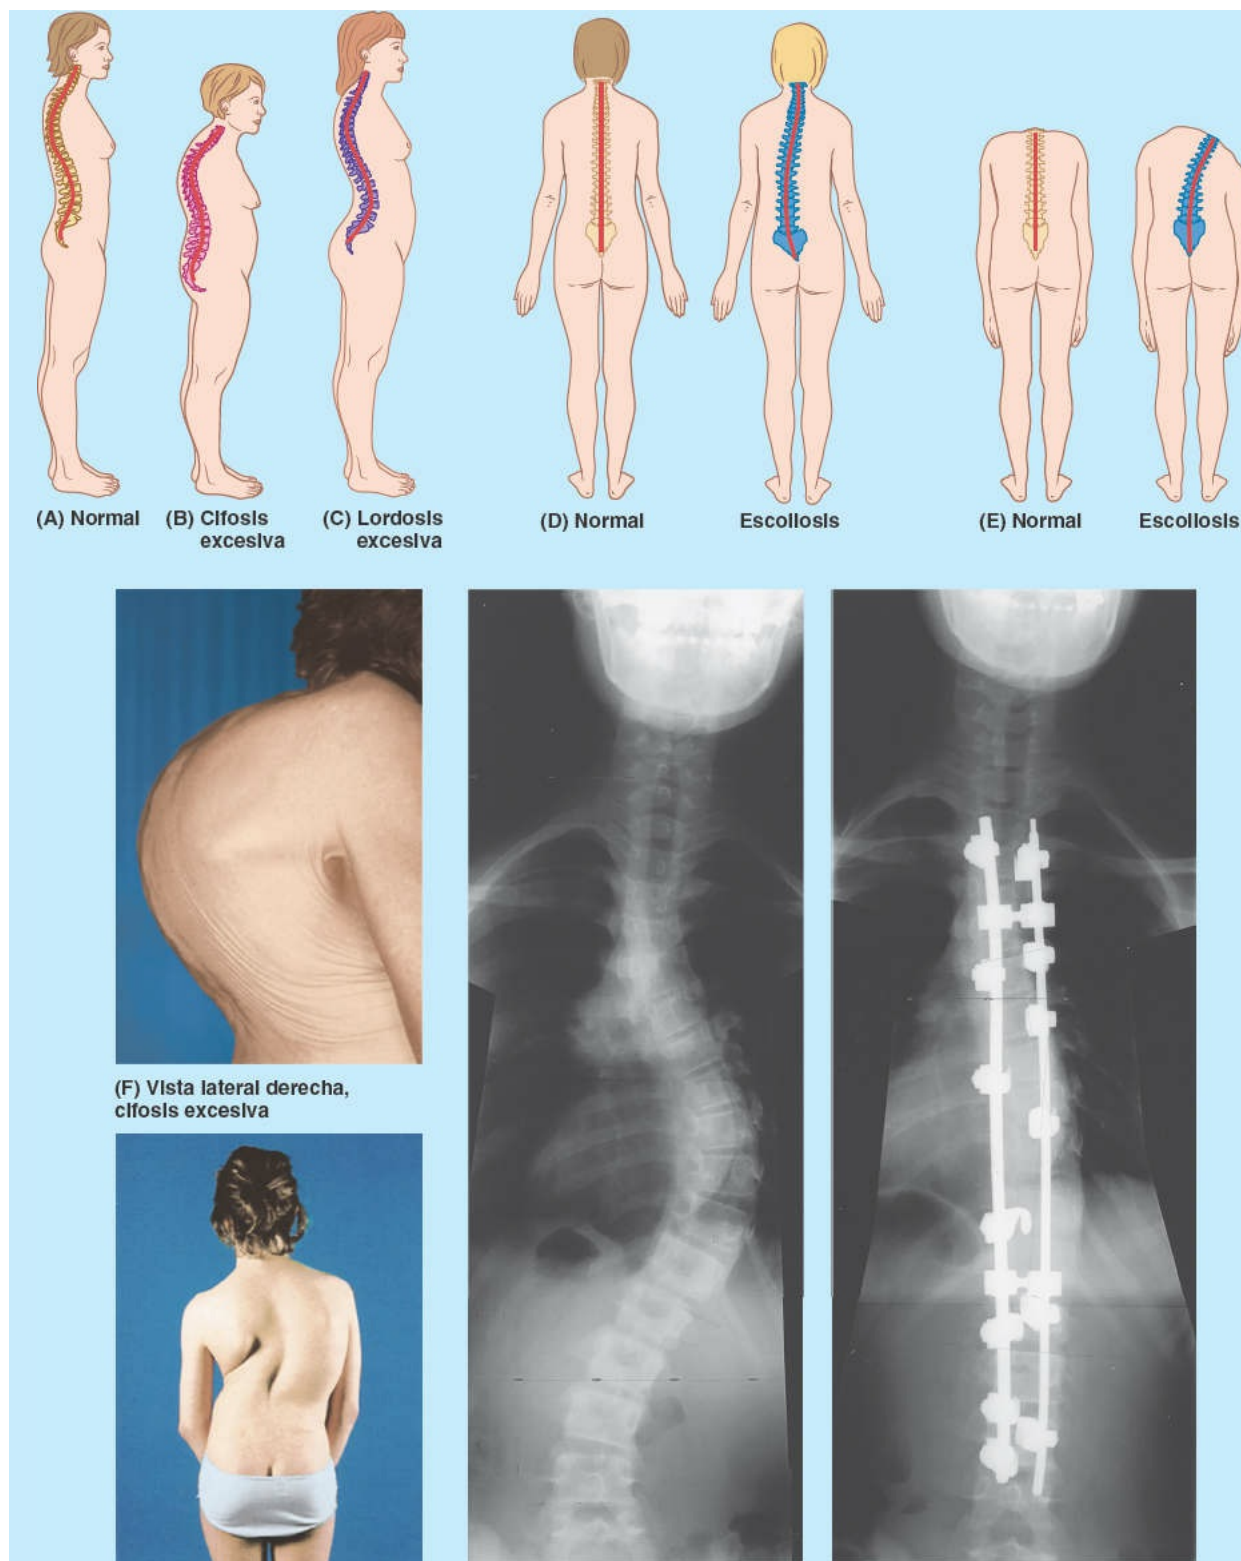 (A) Normal
(B) Cifosis
excesiva
(C) Lordosis
excesiva
(D) Normal
Escoliosis
(E) Normal
Escoliosis
(F) Vista lateral derecha,
cifosis excesiva